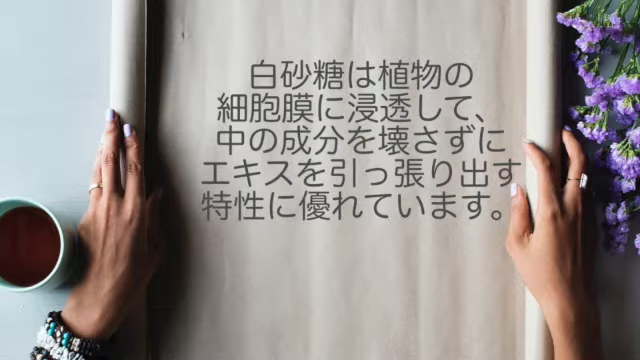 白砂糖は植物の
細胞膜に浸透して、
中の成分を壊さずに
エキスを引っ張り出す
特性に優れています。